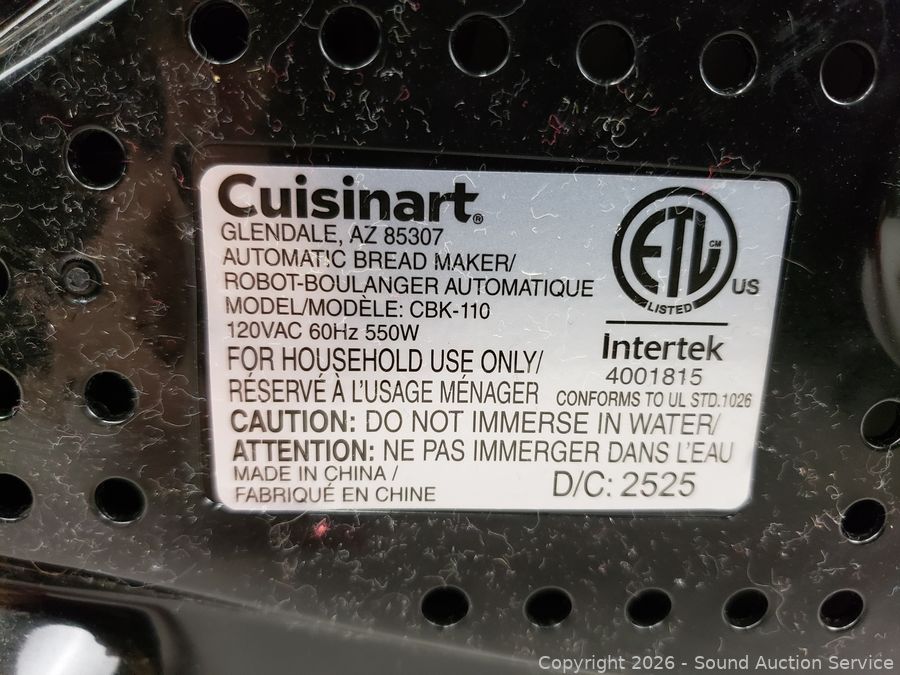 Cuisinart®
GLENDALE, AZ 85307
AUTOMATIC BREAD MAKER/
ROBOT-BOULANGER AUTOMATIQUE
MODEL/MODÈLE: CBK-110
120VAC 60Hz 550W
FOR HOUSEHOLD USE ONLY/
RÉSERVÉ À L'USAGE MÉNAGER
CAUTION: DO NOT IMMERSE IN WATER/
ATTENTION: NE PAS IMMERGER DANS L'EAU
MADE IN CHINA /
FABRIQUÉ EN CHINE
D/C: 2525
ETL CM
US
LISTED
Intertek
4001815
CONFORMS TO UL STD.1026
Copyright 2026 - Sound Auction Service